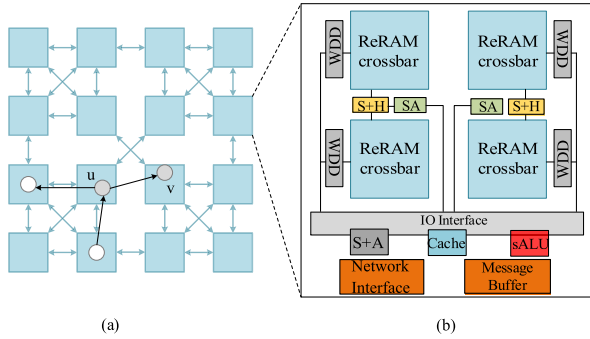 (a)
u
v
WDD
ReRAM
crossbar
ReRAM
crossbar
WDD
S+H
SA
SA
S+H
WDD
ReRAM
crossbar
ReRAM
crossbar
WDD
IO Interface
S+A
Cache
sALU
Network
Interface
Message
Buffer
(a)
(b)